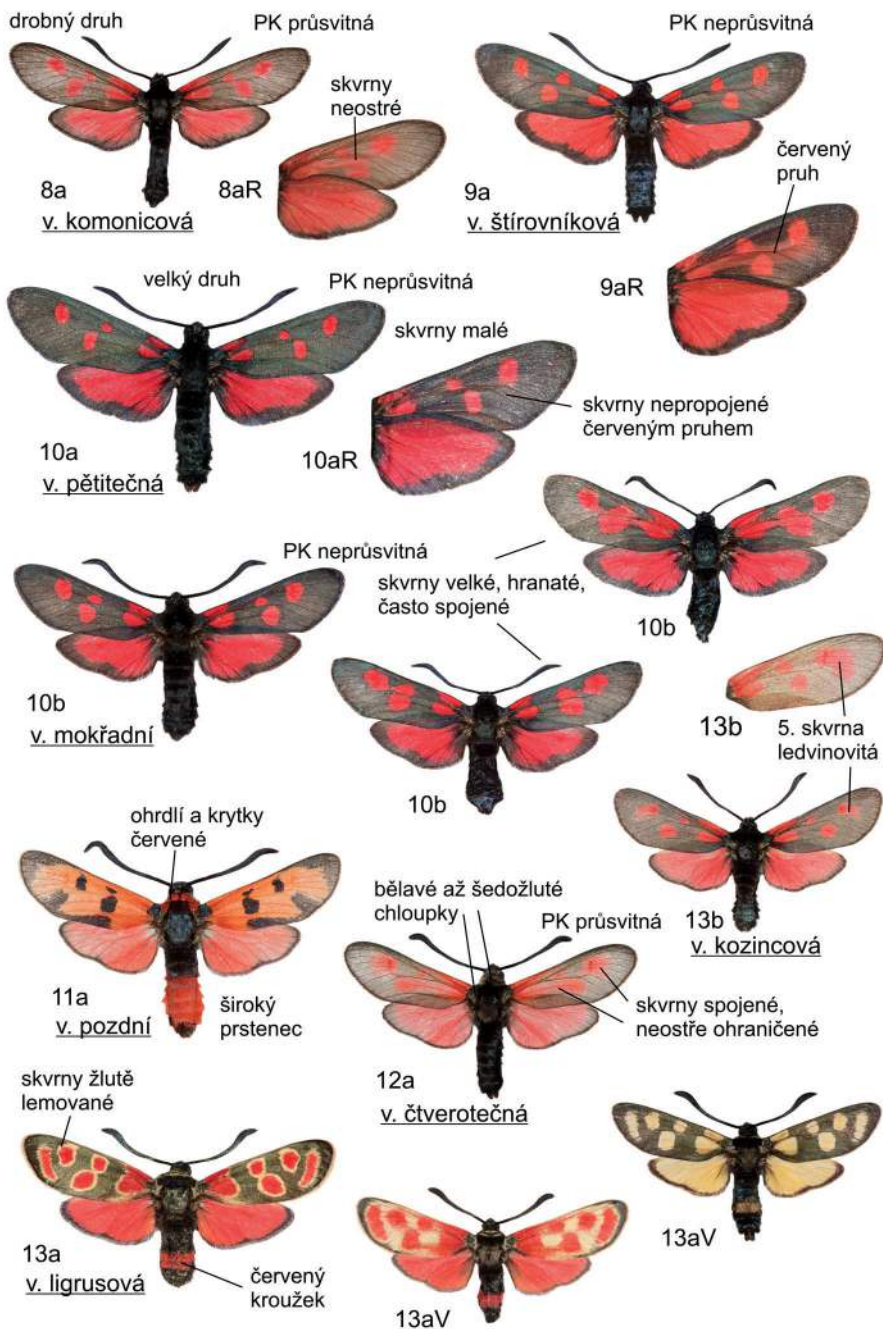 drobný druh
PK průsvitná
skvrny
neostré
8a
8aR
v. komonicová
PK neprůsvitná
červený
pruh
9a
v. štírovníková
9aR
velký druh
PK neprůsvitná
skvrny malé
skvrny nepropojené
červeným pruhem
10a
10aR
v. pětitečná
PK neprůsvitná
skvrny velké, hranaté,
často spojené
10b
10b
v. mokřadní
10b
13b
5. skvrna
ledvinovitá
13b
v. kozincová
ohrdlí a krytky
červené
11a
v. pozdní
široký
prstenec
bělavé až šedožluté
chloupky
PK průsvitná
skvrny spojené,
neostře ohraničené
12a
v. čtverotečná
skvrny žlutě
lemované
13a
v. ligrusová
červený
kroužek
13aV
13aV